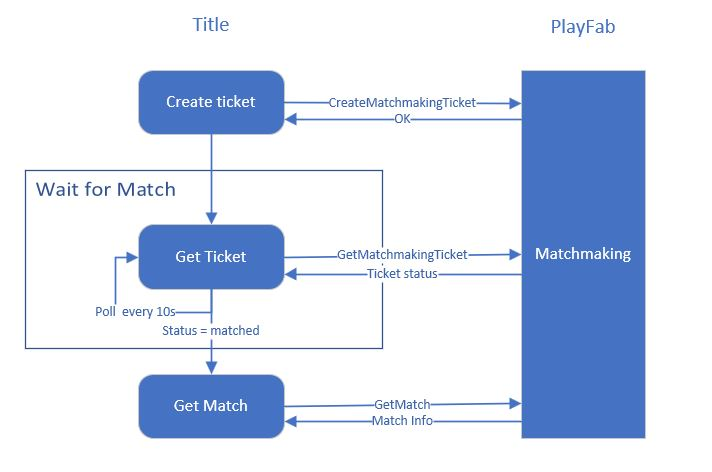 Title
PlayFab
Create ticket
CreateMatchmakingTicket
OK
Wait for Match
Get Ticket
GetMatchmakingTicket
Ticket status
Matchmaking
Poll every 10s
Status = matched
Get Match
GetMatch
Match Info